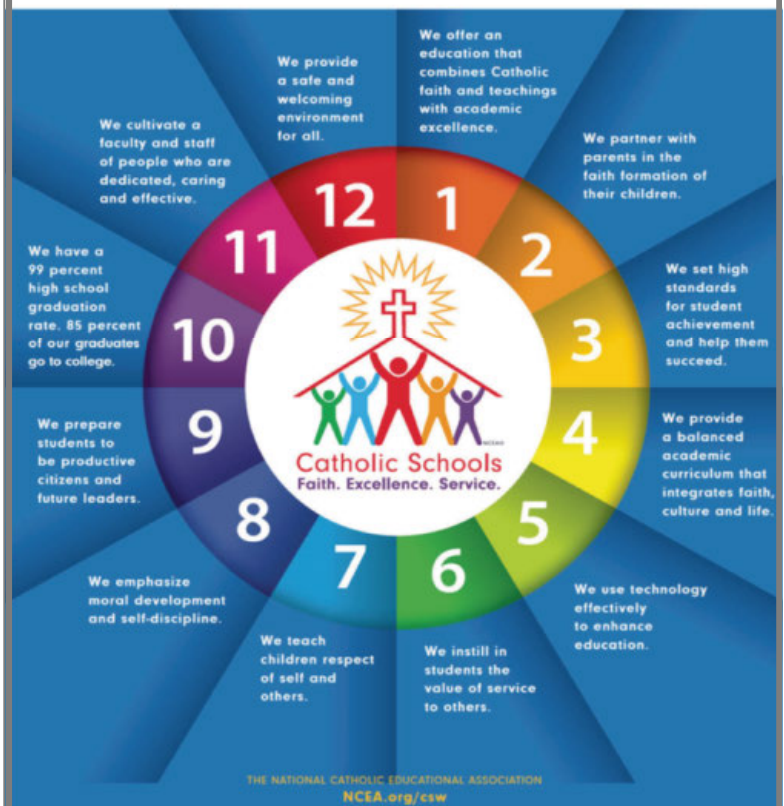 1
We offer an
education that
combines Catholic
faith and teachings
with academic
excellence.
2
We partner with
parents in the
faith formation of
their children.
3
We set high
standards
for student
achievement
and help them
succeed.
4
We provide
a balanced
academic
curriculum that
integrates faith,
culture and life.
5
We use technology
effectively
to enhance
education.
6
We instill in
students the
value of service
to others.
7
We teach
children respect
of self and
others.
8
We emphasize
moral development
and self-discipline.
9
We prepare
students to
be productive
citizens and
future leaders.
10
We have a
99 percent
high school
graduation
rate. 85 percent
of our graduates
go to college.
11
We cultivate a
faculty and staff
of people who are
dedicated, caring
and effective.
12
We provide
a safe and
welcoming
environment
for all.
NCEA©
Catholic Schools
Faith. Excellence. Service.
THE NATIONAL CATHOLIC EDUCATIONAL ASSOCIATION
NCEA.org/csw